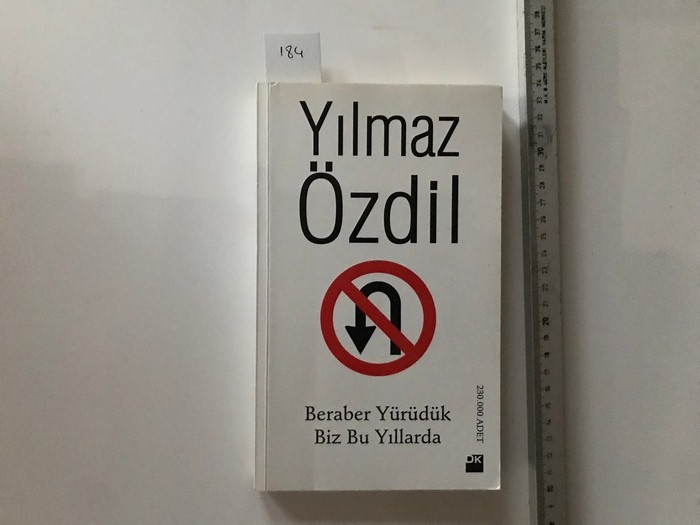 184
Yılmaz
Özdil
Beraber Yürüdük
Biz Bu Yıllarda
230.000 ADET
DK